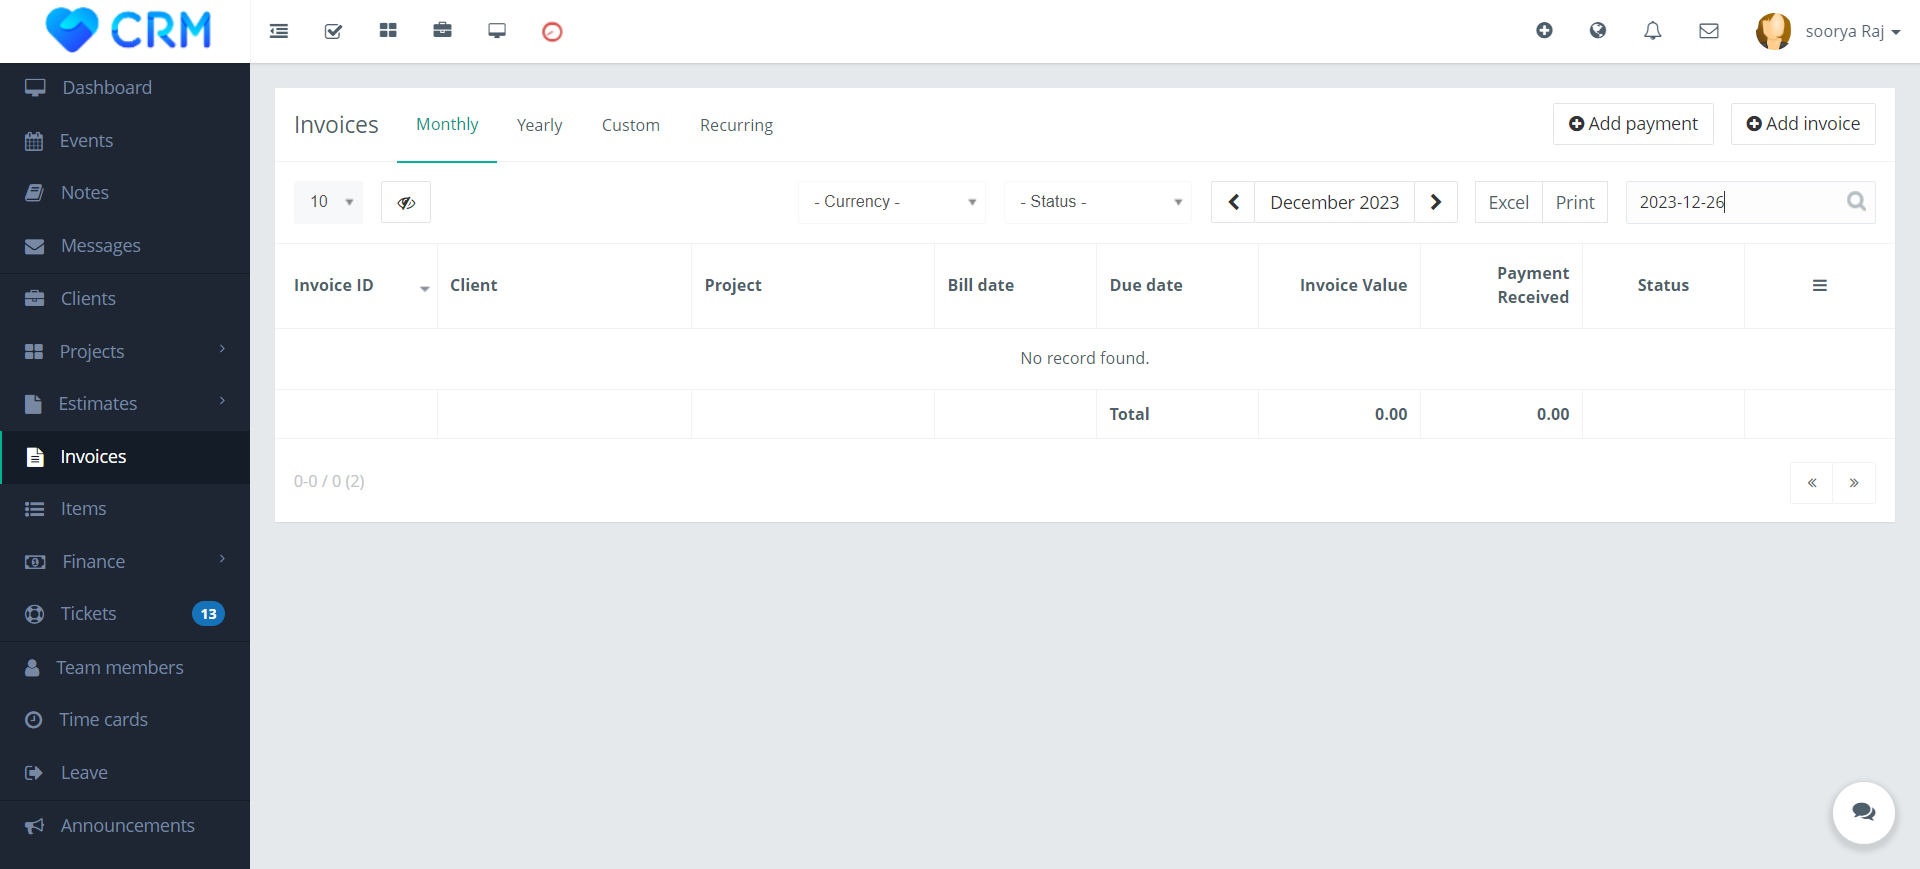 CRM
soorya Raj
Dashboard
Events
Notes
Messages
Clients
Projects
Estimates
Invoices
Items
Finance
Tickets 13
Team members
Time cards
Leave
Announcements
Invoices Monthly Yearly Custom Recurring Add payment Add invoice
10 - Currency - - Status - December 2023 Excel Print 2023-12-26
Invoice ID Client Project Bill date Due date Invoice Value Payment Received Status
No record found.
Total 0.00 0.00
0-0 / 0 (2) « »